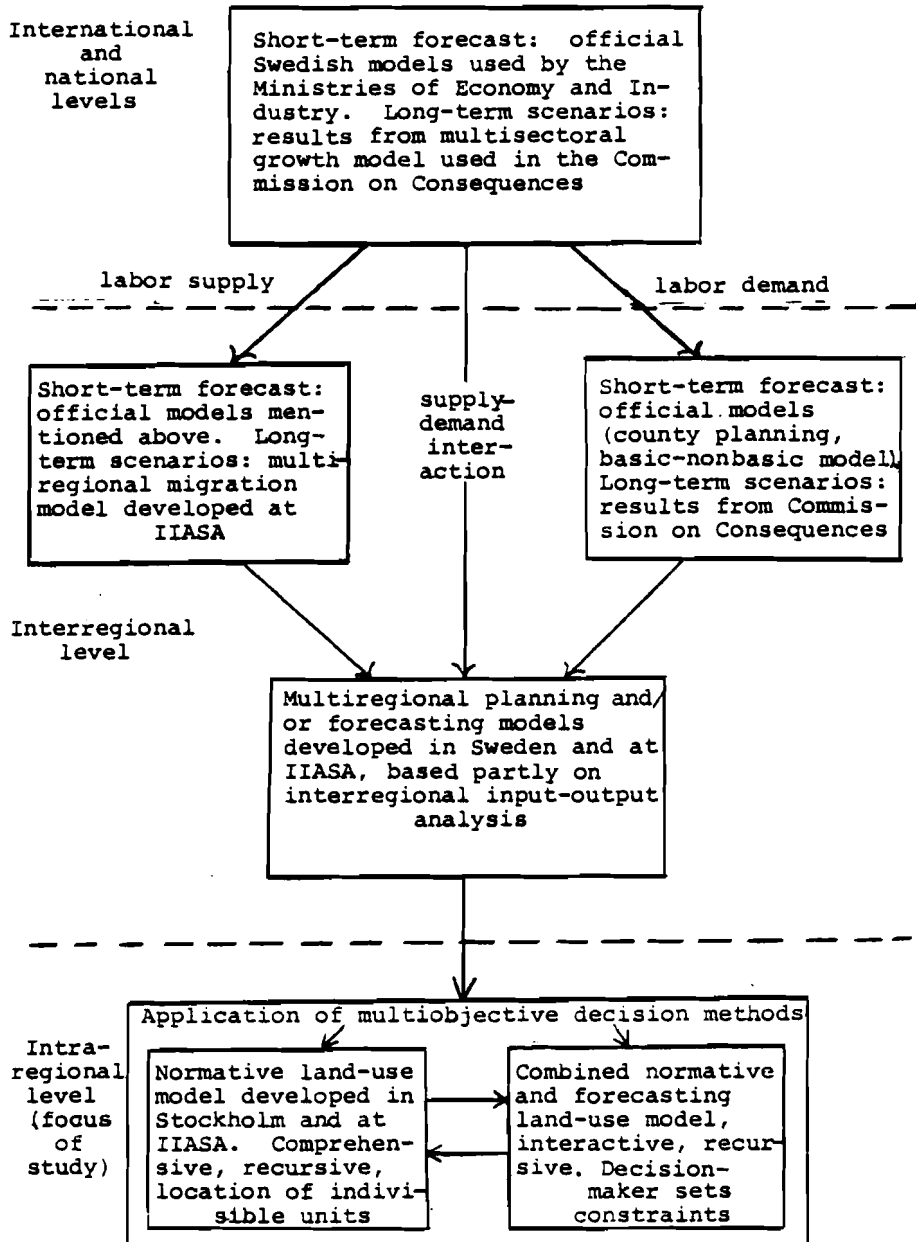 International
and
national
levels
Short-term forecast: official
Swedish models used by the
Ministries of Economy and In-
dustry. Long-term scenarios:
results from multisectoral
growth model used in the Com-
mission on Consequences
labor supply
labor demand
Short-term forecast:
official models men-
tioned above. Long-
term scenarios: multi-
regional migration
model developed at
IIASA
supply-
demand
inter-
action
Short-term forecast:
official models
(county planning,
basic-nonbasic model)
Long-term scenarios:
results from Commis-
sion on Consequences
Interregional
level
Multiregional planning and/
or forecasting models
developed in Sweden and at
IIASA, based partly on
interregional input-output
analysis
Intra-
regional
level
(focus
of
study)
Application of multiobjective decision methods
Normative land-use
model developed in
Stockholm and at
IIASA. Comprehen-
sive, recursive,
location of indivi-
sible units
Combined normative
and forecasting
land-use model,
interactive, recur-
sive. Decision-
maker sets
constraints